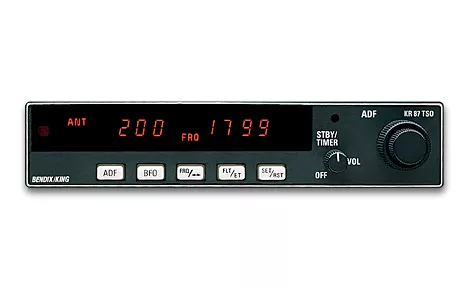 ADF KR 87 TSO
ANT 200 FRQ 1799
STBY/
TIMER
VOL
OFF
ADF BFO FRQ/↔ FLT/ET SET/RST
BENDIX/KING